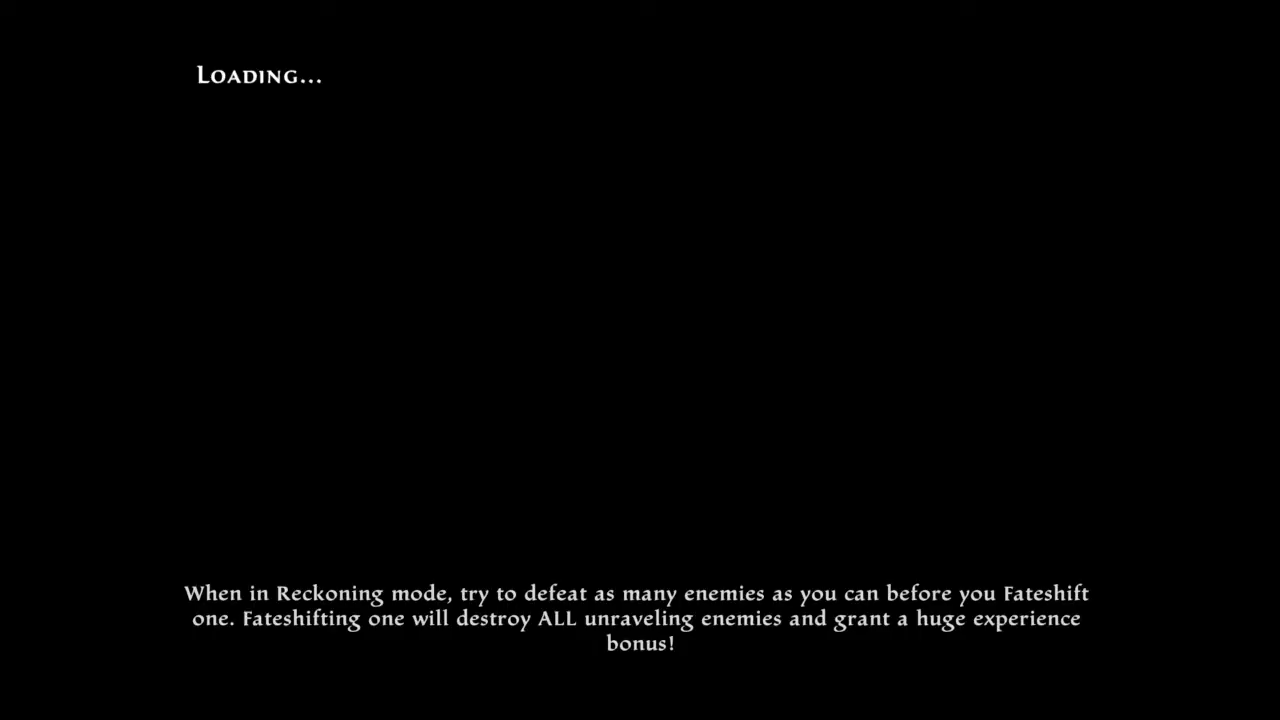 Loading...
When in Reckoning mode, try to defeat as many enemies as you can before you Fateshift
one. Fateshifting one will destroy ALL unraveling enemies and grant a huge experience
bonus!